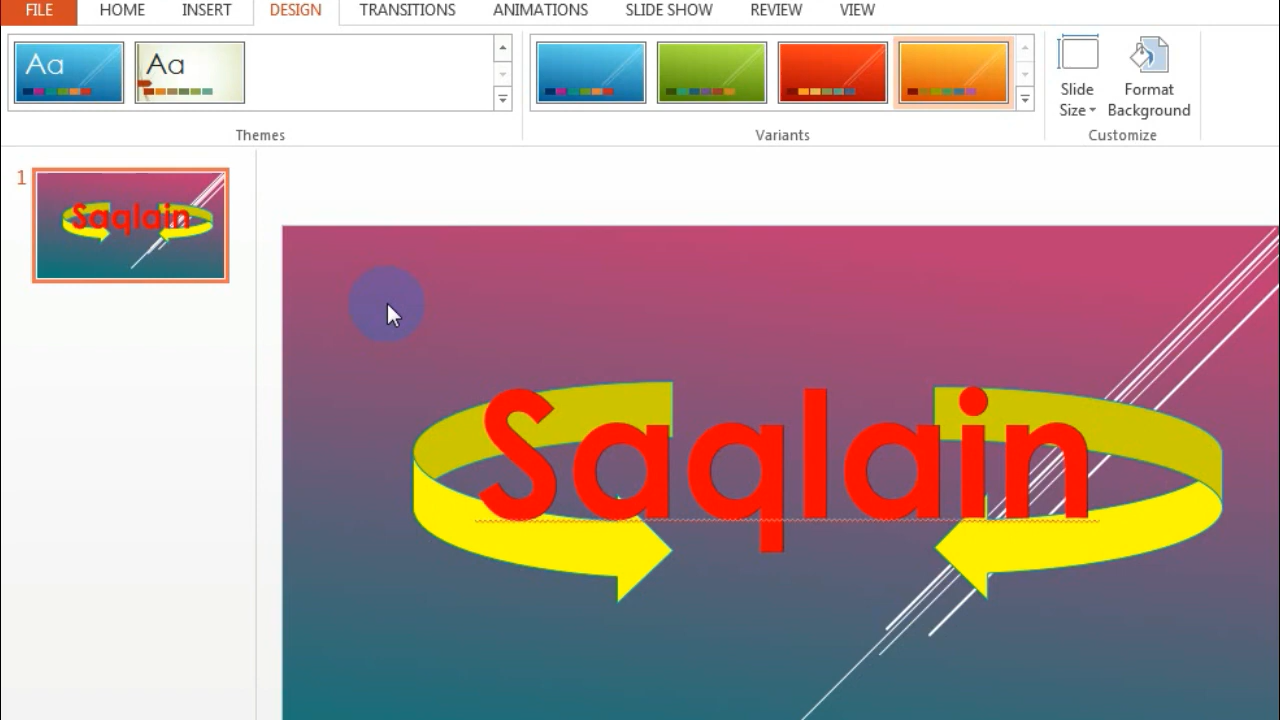 FILE HOME INSERT DESIGN TRANSITIONS ANIMATIONS SLIDE SHOW REVIEW VIEW
Aa Aa
Slide Size
Format Background
Themes Variants Customize
1
Saqlain
Saqlain